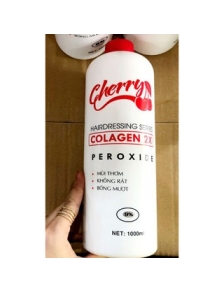 Cherry
HAIRDRESSING SERIES
COLAGEN 2X
PEROXIDE
• MÙI THƠM
• KHÔNG RÁT
• BÓNG MƯỢT
NET: 1000ml